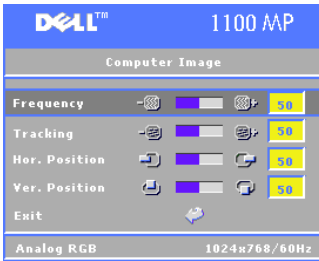 DELL™ 1100 MP
Computer Image
Frequency 50
Tracking 50
Hor. Position 50
Ver. Position 50
Exit
Analog RGB 1024x768/60Hz